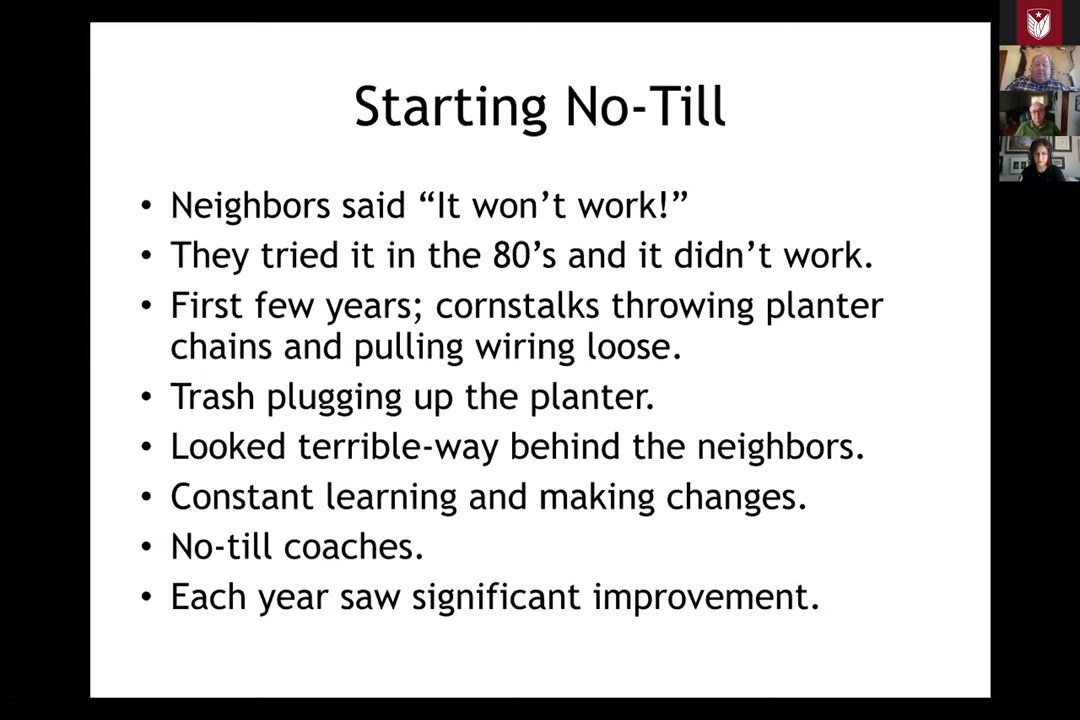 Starting No-Till
• Neighbors said “It won’t work!”
• They tried it in the 80’s and it didn’t work.
• First few years; cornstalks throwing planter
chains and pulling wiring loose.
• Trash plugging up the planter.
• Looked terrible-way behind the neighbors.
• Constant learning and making changes.
• No-till coaches.
• Each year saw significant improvement.